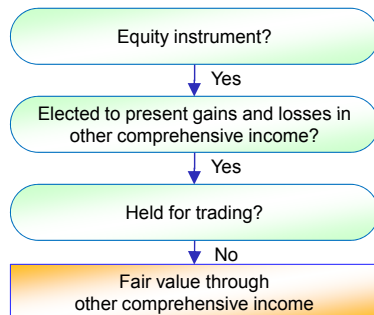 Equity instrument?
Yes
Elected to present gains and losses in
other comprehensive income?
Yes
Held for trading?
No
Fair value through
other comprehensive income